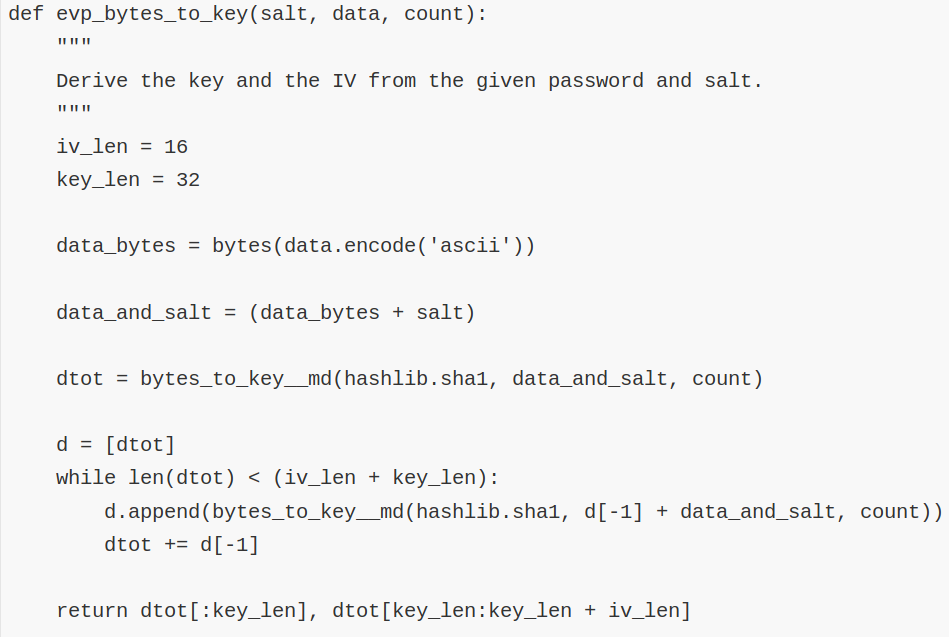 def evp_bytes_to_key(salt, data, count):
    """
    Derive the key and the IV from the given password and salt.
    """
    iv_len = 16
    key_len = 32
    data_bytes = bytes(data.encode('ascii'))
    data_and_salt = (data_bytes + salt)
    dtot = bytes_to_key__md(hashlib.sha1, data_and_salt, count)
    d = [dtot]
    while len(dtot) < (iv_len + key_len):
        d.append(bytes_to_key__md(hashlib.sha1, d[-1] + data_and_salt, count))
        dtot += d[-1]
    return dtot[:key_len], dtot[key_len:key_len + iv_len]